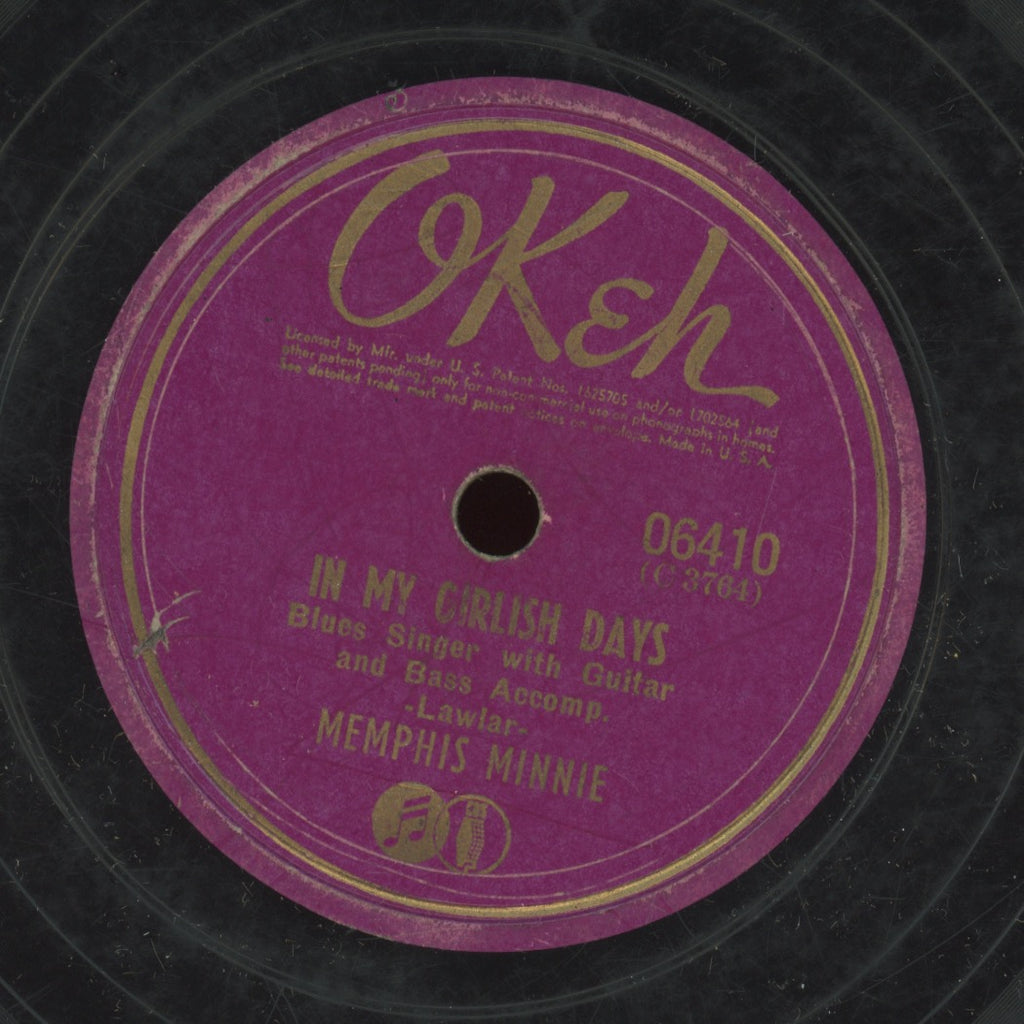 OKeh
Licensed by Mfr. under U. S. Patent Nos. 1625705 and/or 1702564 , and
other patents pending, only for non-commercial use on phonographs in homes.
See detailed trade mark and patent notices on envelope. Made in U. S. A.
06410
(C 3764)
IN MY GIRLISH DAYS
Blues Singer with Guitar
and Bass Accomp.
-Lawlar-
MEMPHIS MINNIE